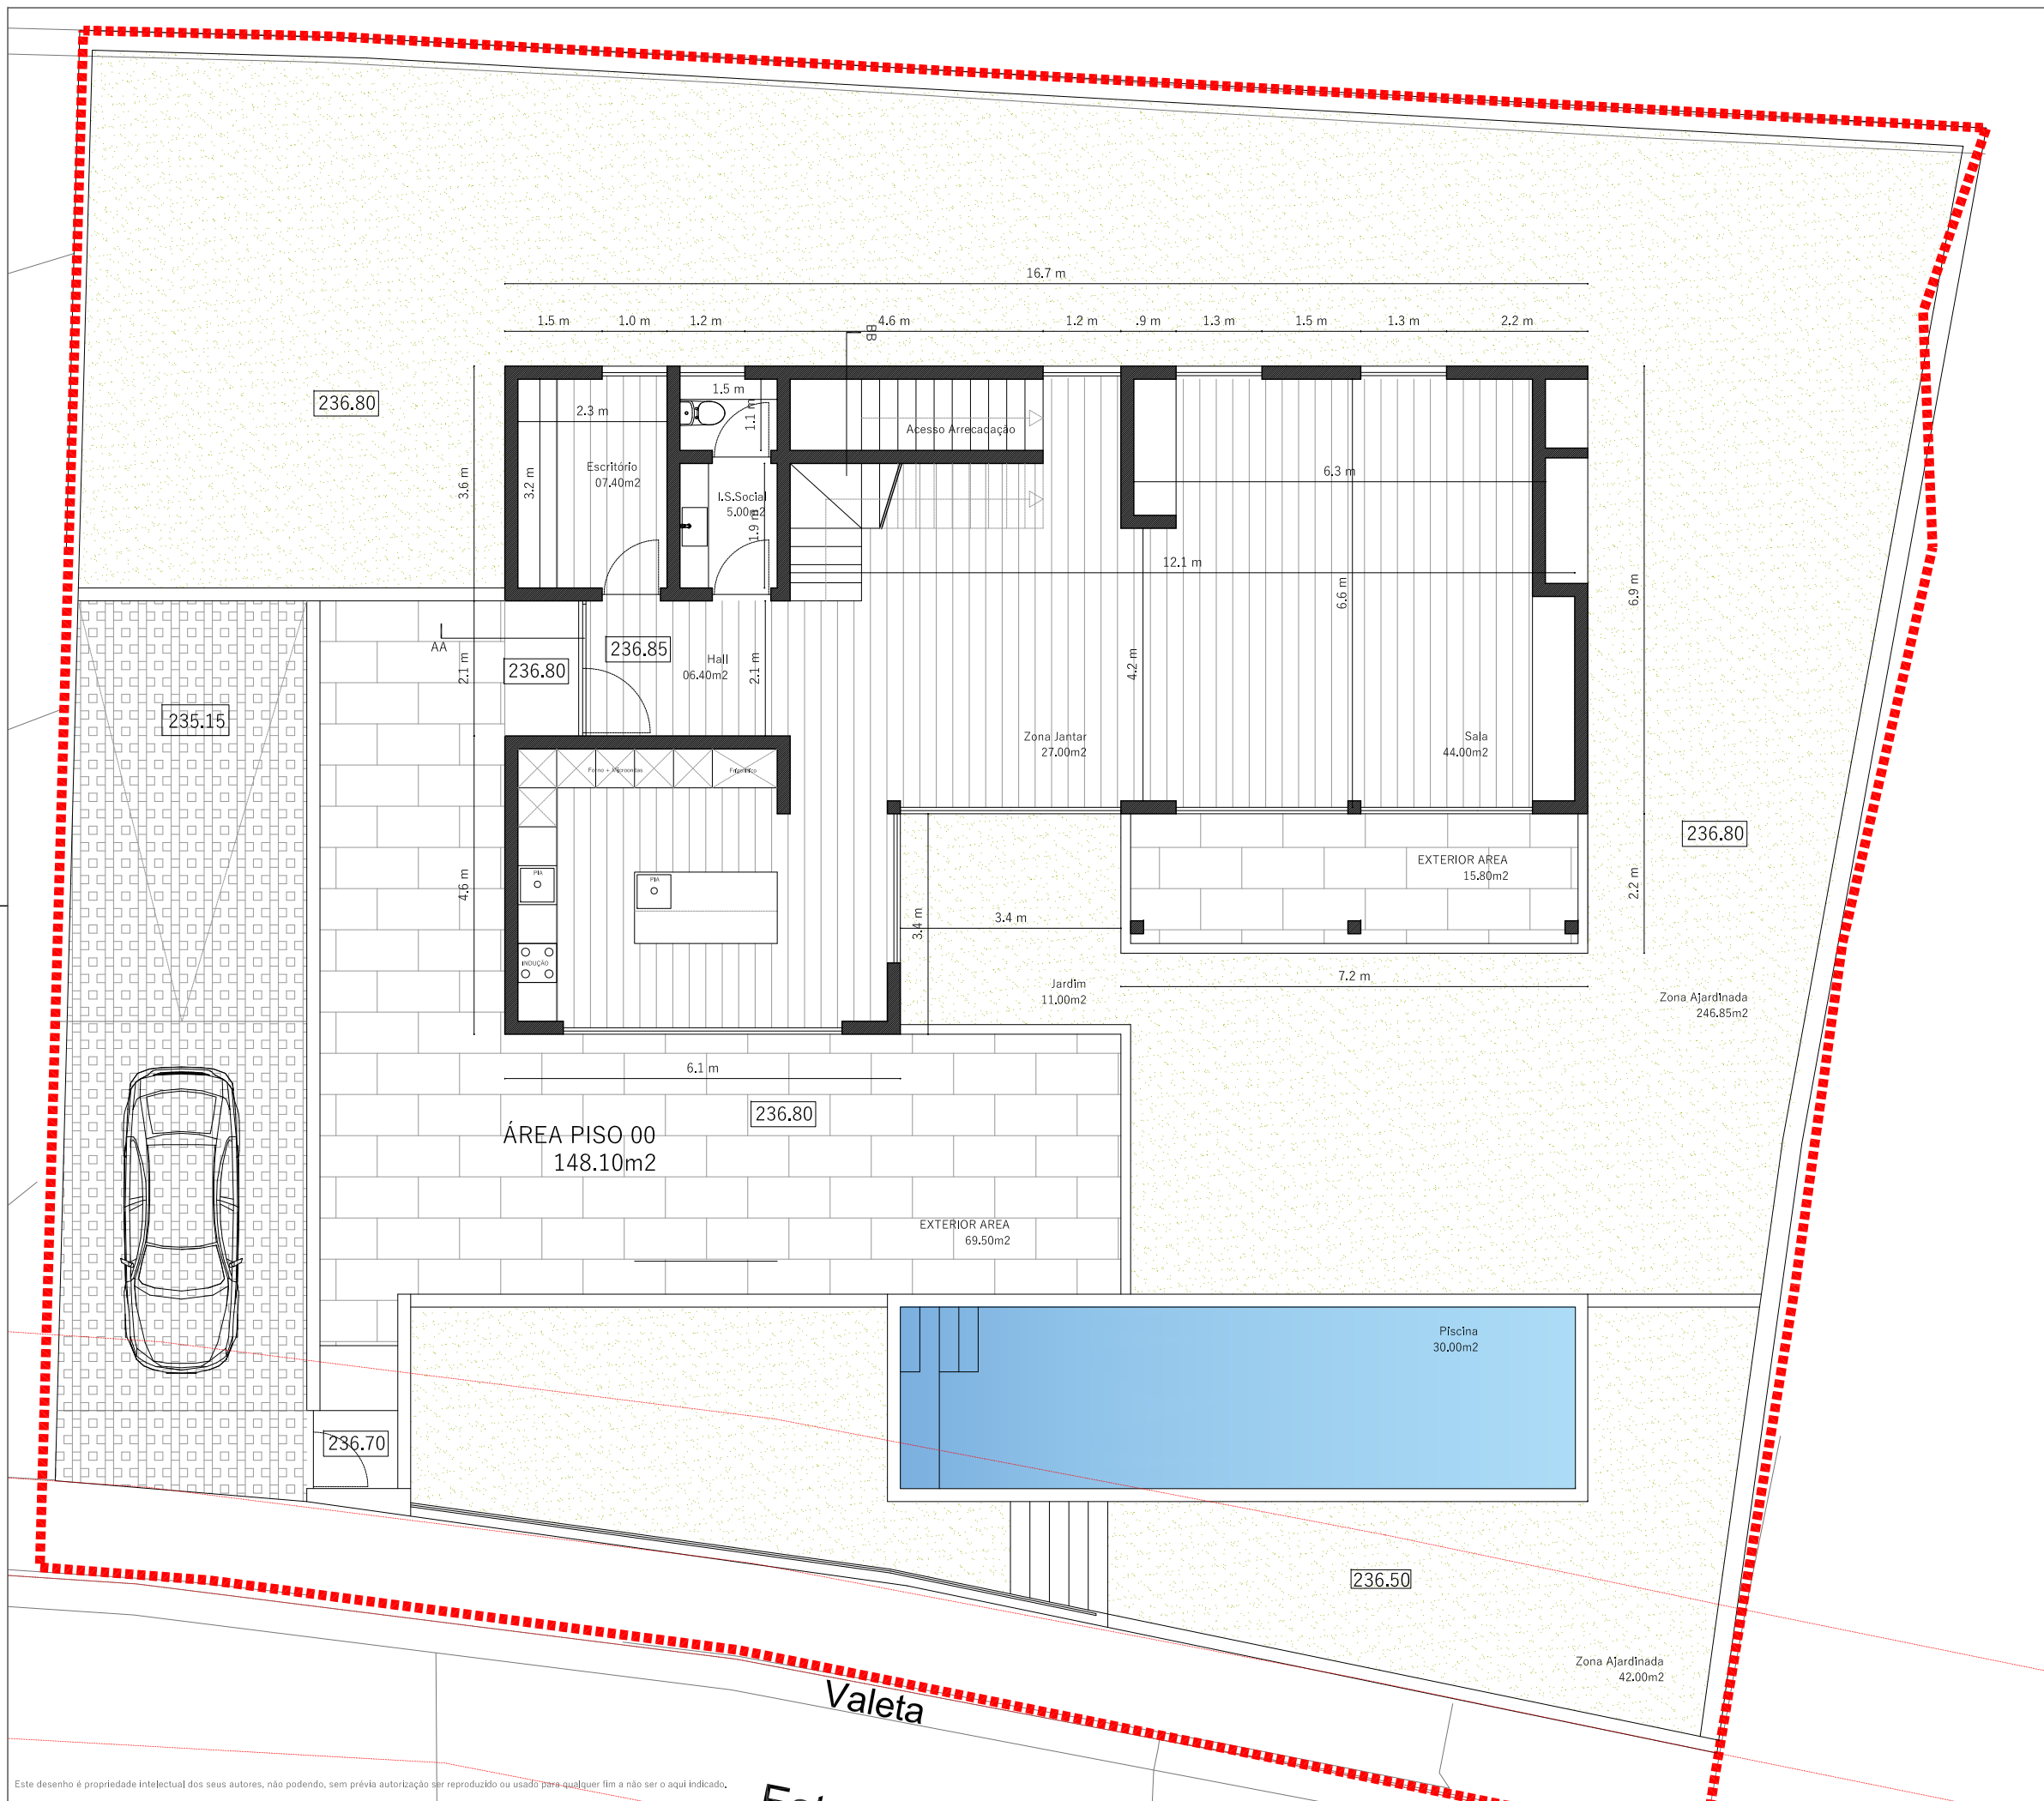 16.7 m
1.5 m
1.0 m
1.2 m
4.6 m
1.2 m
.9 m
1.3 m
1.5 m
1.3 m
2.2 m
BB
236.80
1.5 m
2.3 m
1.1 m
Acesso Arrecadação
Escritório
07.40m2
3.6 m
3.2 m
6.3 m
I.S.Social
5.00m2
1.9 m
12.1 m
6.6 m
6.9 m
AA
236.85
236.80
Hall
06.40m2
2.1 m
2.1 m
4.2 m
235.15
Zona Jantar
27.00m2
Sala
44.00m2
Forno + Microondas
Frigorífico
236.80
EXTERIOR AREA
15.80m2
PIA
PIA
4.6 m
2.2 m
3.4 m
3.4 m
INDUÇÃO
7.2 m
Jardim
11.00m2
Zona Ajardinada
246.85m2
6.1 m
236.80
ÁREA PISO 00
148.10m2
EXTERIOR AREA
69.50m2
Piscina
30.00m2
236.70
236.50
Zona Ajardinada
42.00m2
Valeta
Este desenho é propriedade intelectual dos seus autores, não podendo, sem prévia autorização ser reproduzido ou usado para qualquer fim a não ser o aqui indicado.